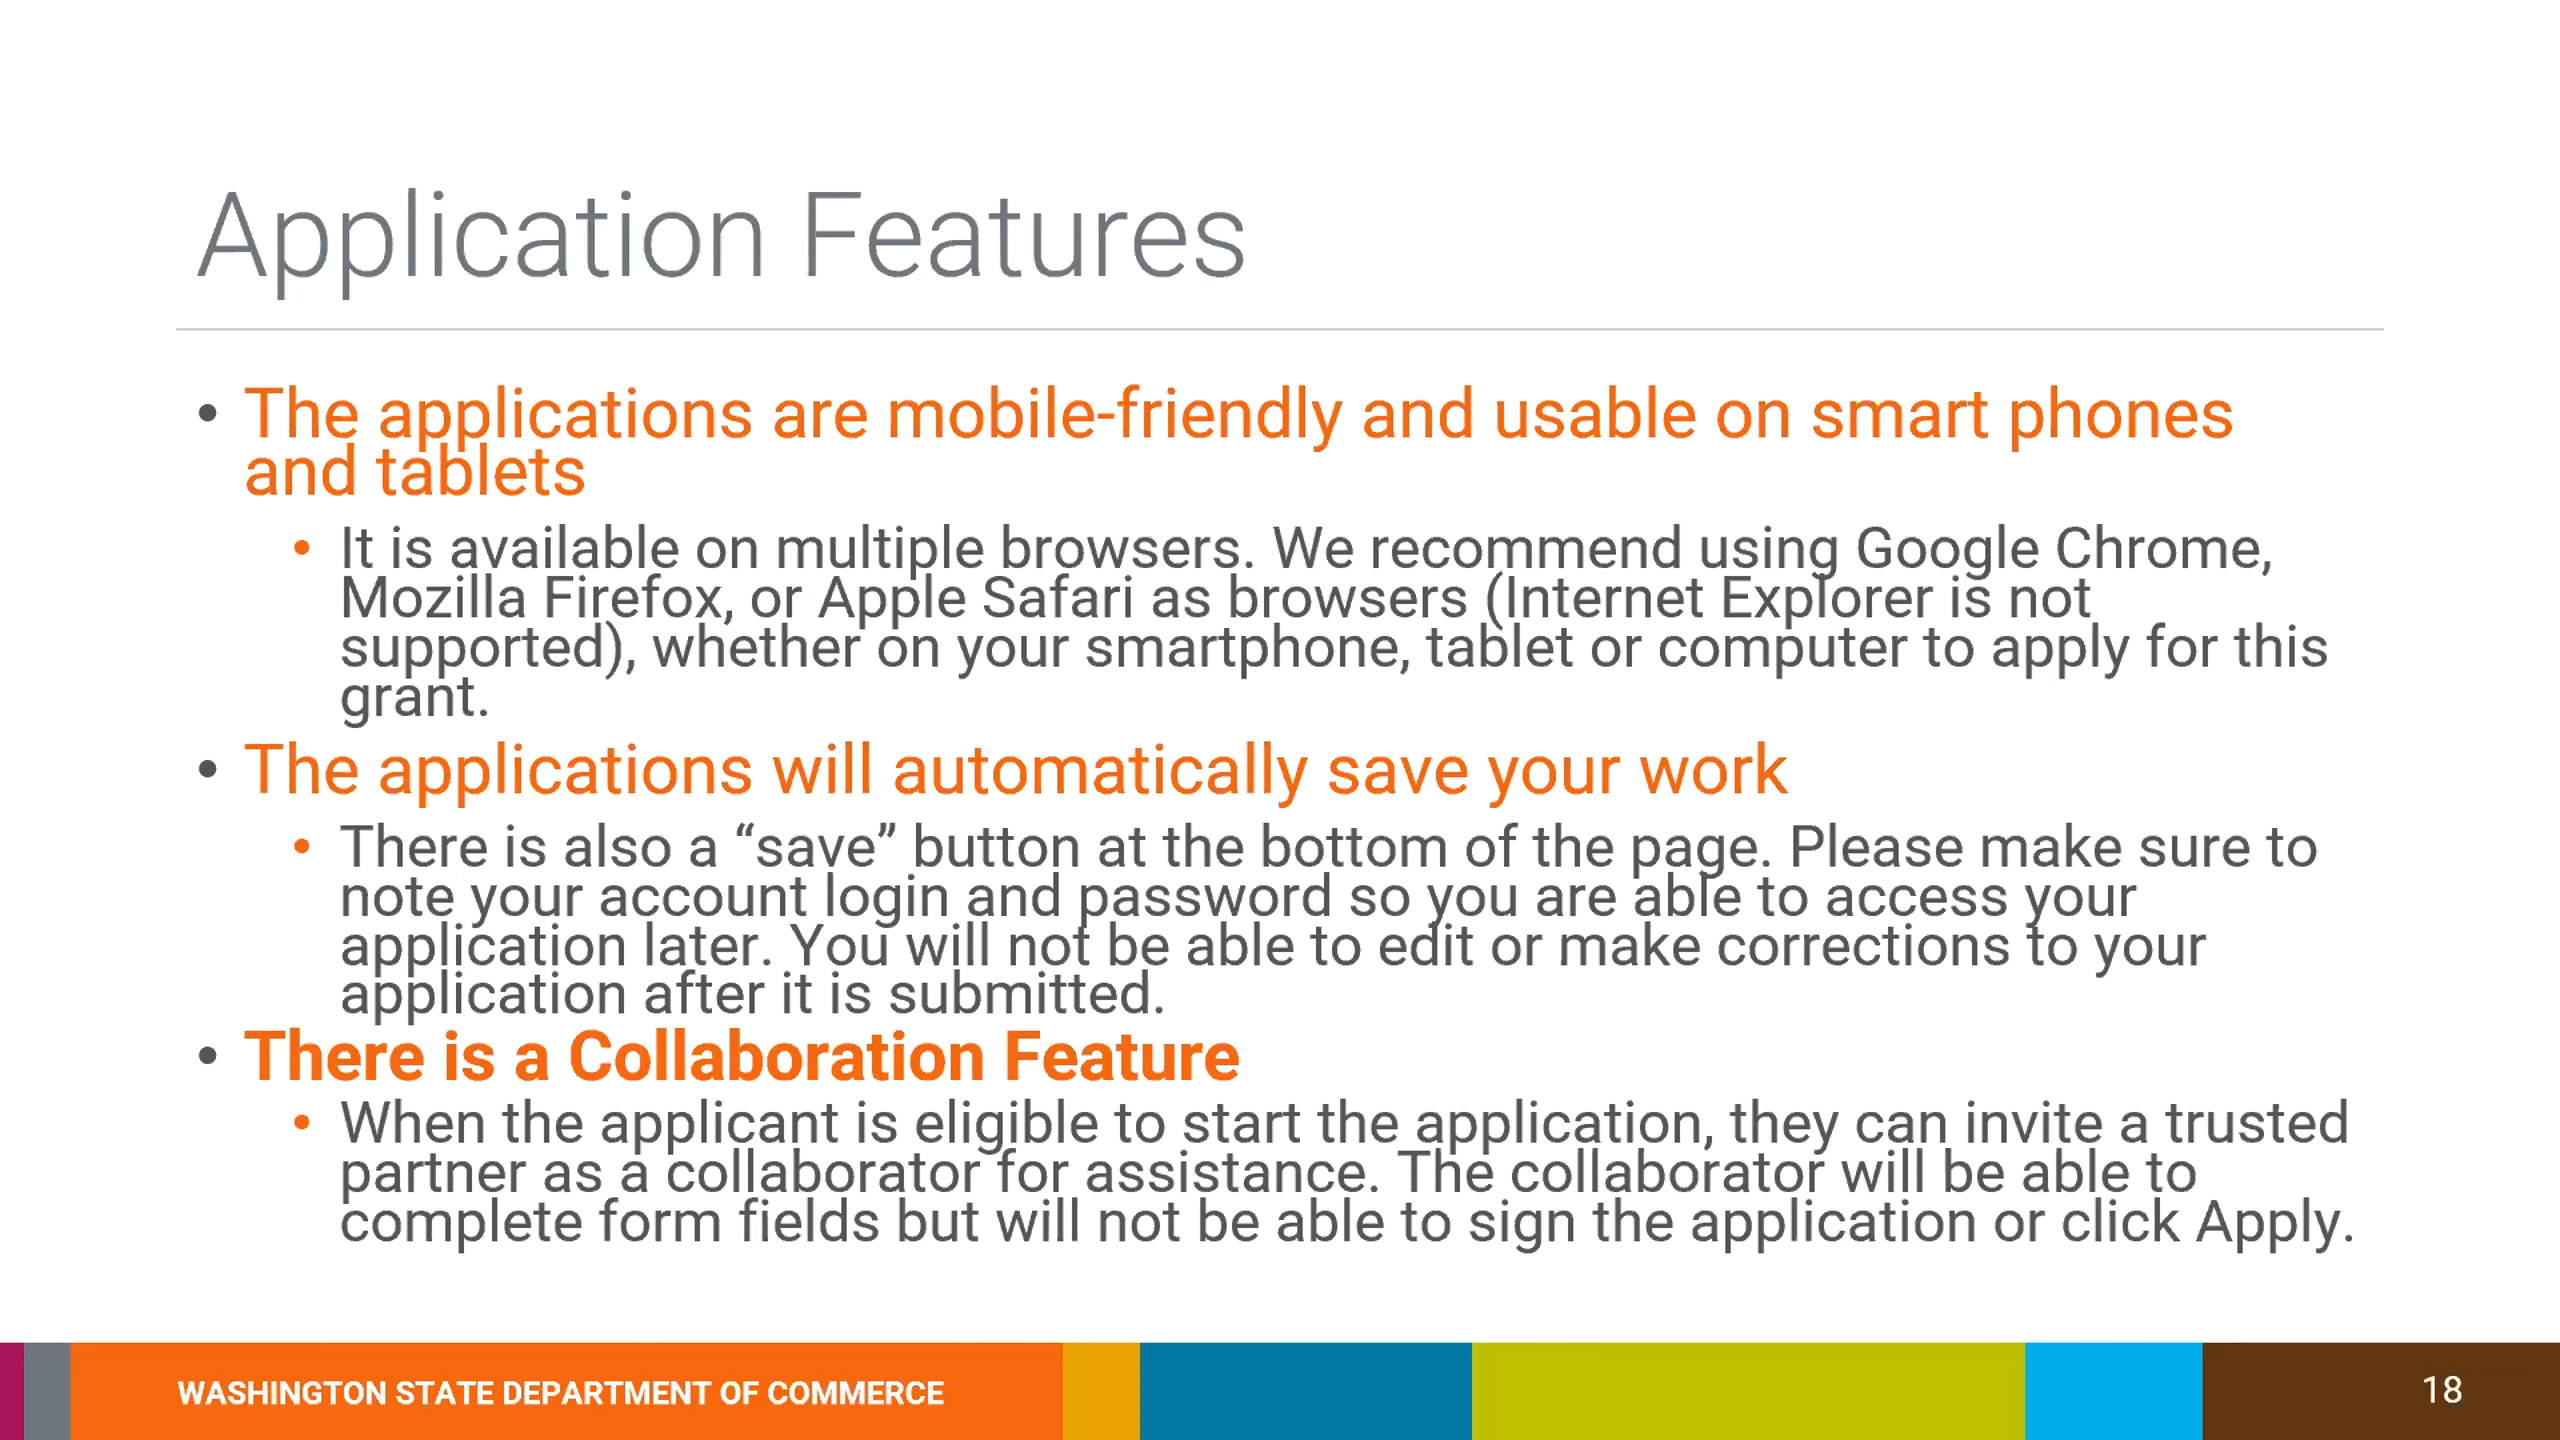 Application Features
• The applications are mobile-friendly and usable on smart phones
and tablets
• It is available on multiple browsers. We recommend using Google Chrome,
Mozilla Firefox, or Apple Safari as browsers (Internet Explorer is not
supported), whether on your smartphone, tablet or computer to apply for this
grant.
• The applications will automatically save your work
• There is also a “save” button at the bottom of the page. Please make sure to
note your account login and password so you are able to access your
application later. You will not be able to edit or make corrections to your
application after it is submitted.
• There is a Collaboration Feature
• When the applicant is eligible to start the application, they can invite a trusted
partner as a collaborator for assistance. The collaborator will be able to
complete form fields but will not be able to sign the application or click Apply.
WASHINGTON STATE DEPARTMENT OF COMMERCE
18